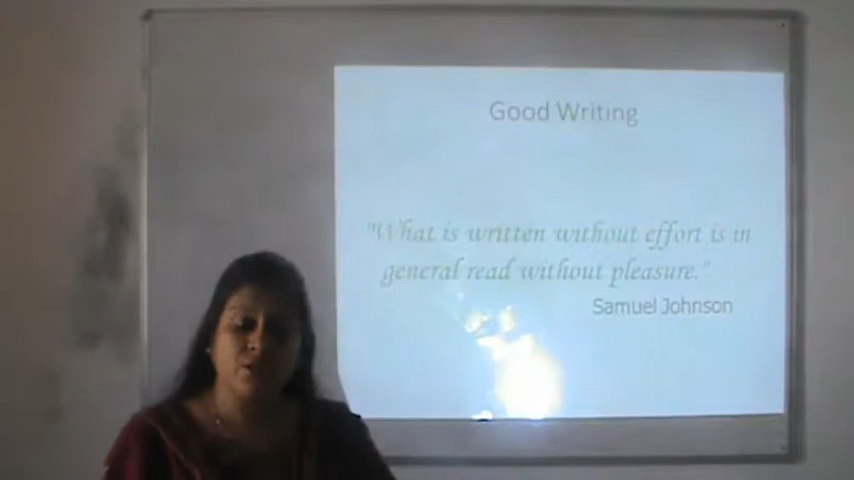 Good Writing
"What is written without effort is in
general read without pleasure."
Samuel Johnson